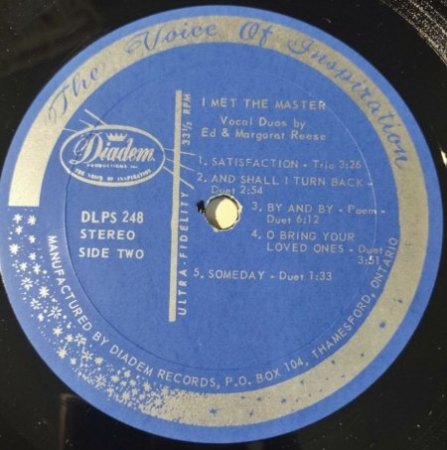 The Voice Of Inspiration
Diadem
PRODUCTIONS INC.
THE VOICE OF INSPIRATION
DLPS 248
STEREO
SIDE TWO
ULTRA-FIDELITY/ 33⅓ RPM
I MET THE MASTER
Vocal Duos by
Ed & Margarat Reese
1. SATISFACTION - Trio 3:26
2. AND SHALL I TURN BACK -
Duet 2:54
3. BY AND BY - Poem -
Duet 6:12
4. O BRING YOUR
LOVED ONES - Duet
3:51
5. SOMEDAY - Duet 1:33
MANUFACTURED BY DIADEM RECORDS, P.O. BOX 104, THAMESFORD, ONTARIO